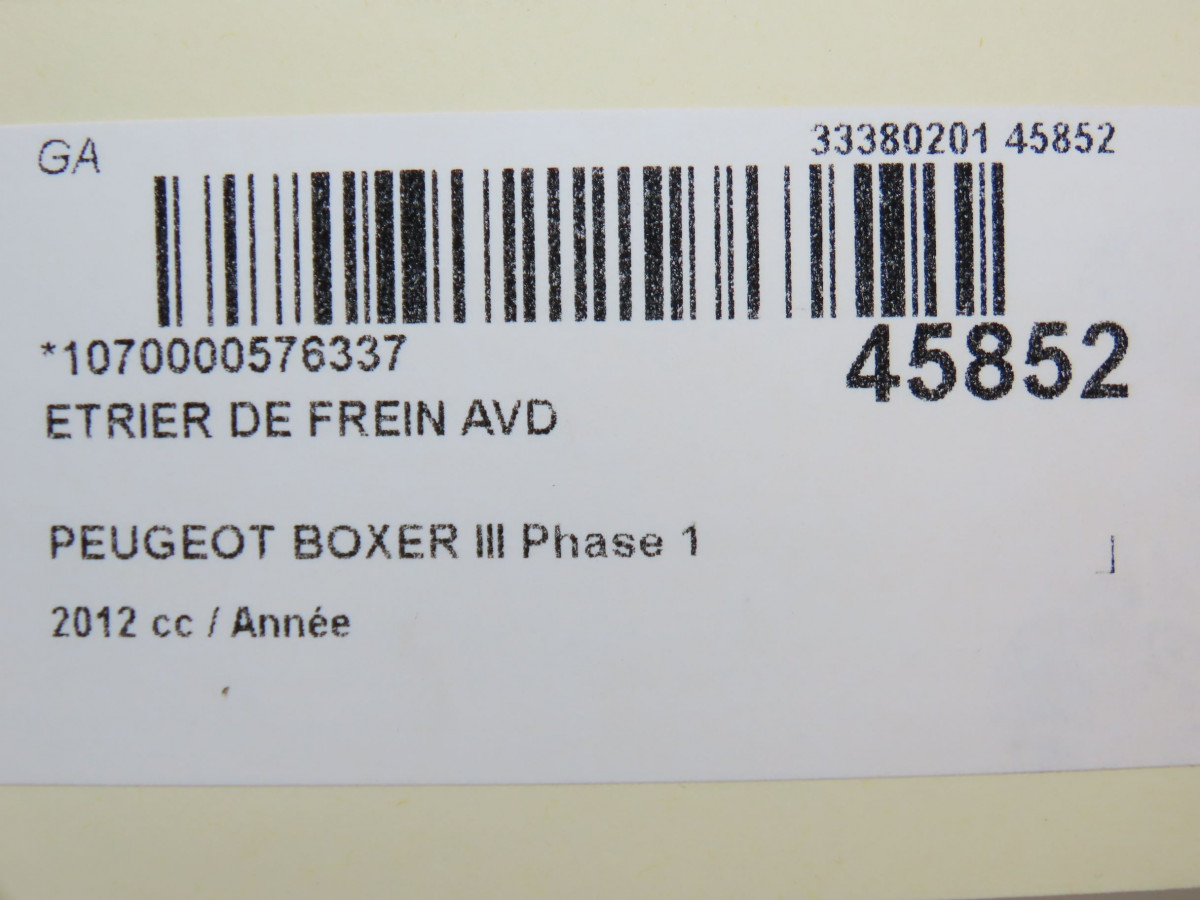 GA
33380201 45852
*1070000576337
45852
ETRIER DE FREIN AVD
PEUGEOT BOXER III Phase 1
2012 cc / Année